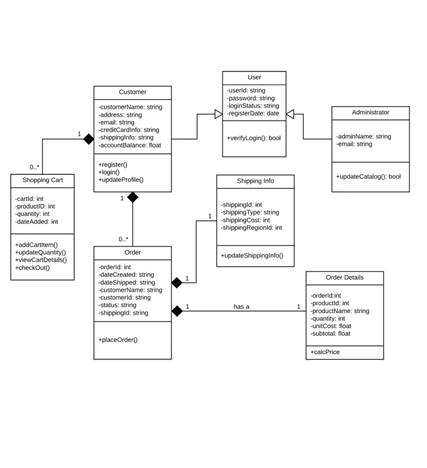 Customer
-customerName: string
-address: string
-email: string
-creditCardInfo: string
-shippingInfo: string
-accountBalance: float
+register()
+login()
+updateProfile()
User
-userId: string
-password: string
-loginStatus: string
-registerDate: date
+verifyLogin(): bool
Administrator
-adminName: string
-email: string
+updateCatalog(): bool
1
0..*
Shopping Cart
-cartId: int
-productID: int
-quantity: int
-dateAdded: int
+addCartItem()
+updateQuantity()
+viewCartDetails()
+checkOut()
1
0..*
Order
-orderId: int
-dateCreated: string
-dateShipped: string
-customerName: string
-customerId: string
-status: string
-shippingId: string
+placeOrder()
1
1
Shipping Info
-shippingId: string
-shippingType: string
-shippingCost: int
-shippingRegionId: int
+updateShippingInfo()
1
has a
1
Order Details
-orderId:int
-productId: int
-productName: string
-quantity: int
-unitCost: float
-subtotal: float
+calcPrice